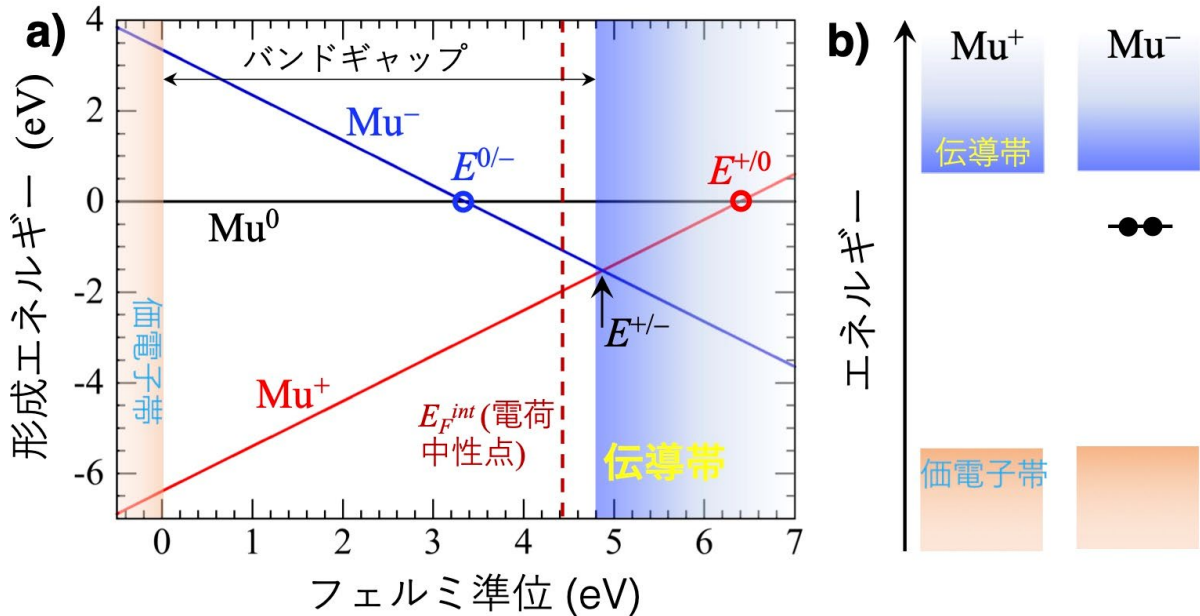 a)
4
2
0
-2
-4
-6
形成エネルギー (eV)
バンドギャップ
Mu⁻
E⁰/⁻
E⁺/⁰
Mu⁰
E⁺/⁻
Mu⁺
価電子帯
E_F^int (電荷
中性点)
伝導帯
0 1 2 3 4 5 6 7
フェルミ準位 (eV)
b)
エネルギー
Mu⁺
Mu⁻
伝導帯
価電子帯